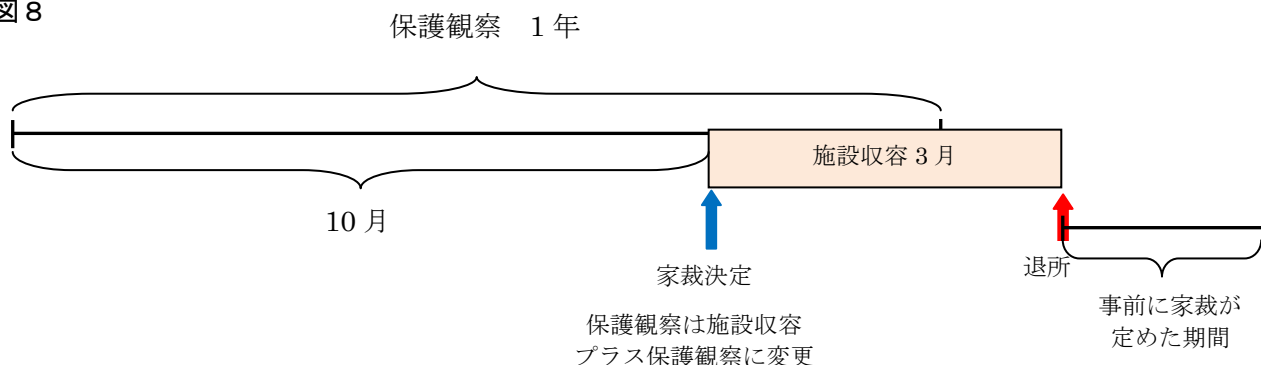 図8
保護観察　1年
施設収容3月
10月
家裁決定
保護観察は施設収容
プラス保護観察に変更
退所
事前に家裁が
定めた期間